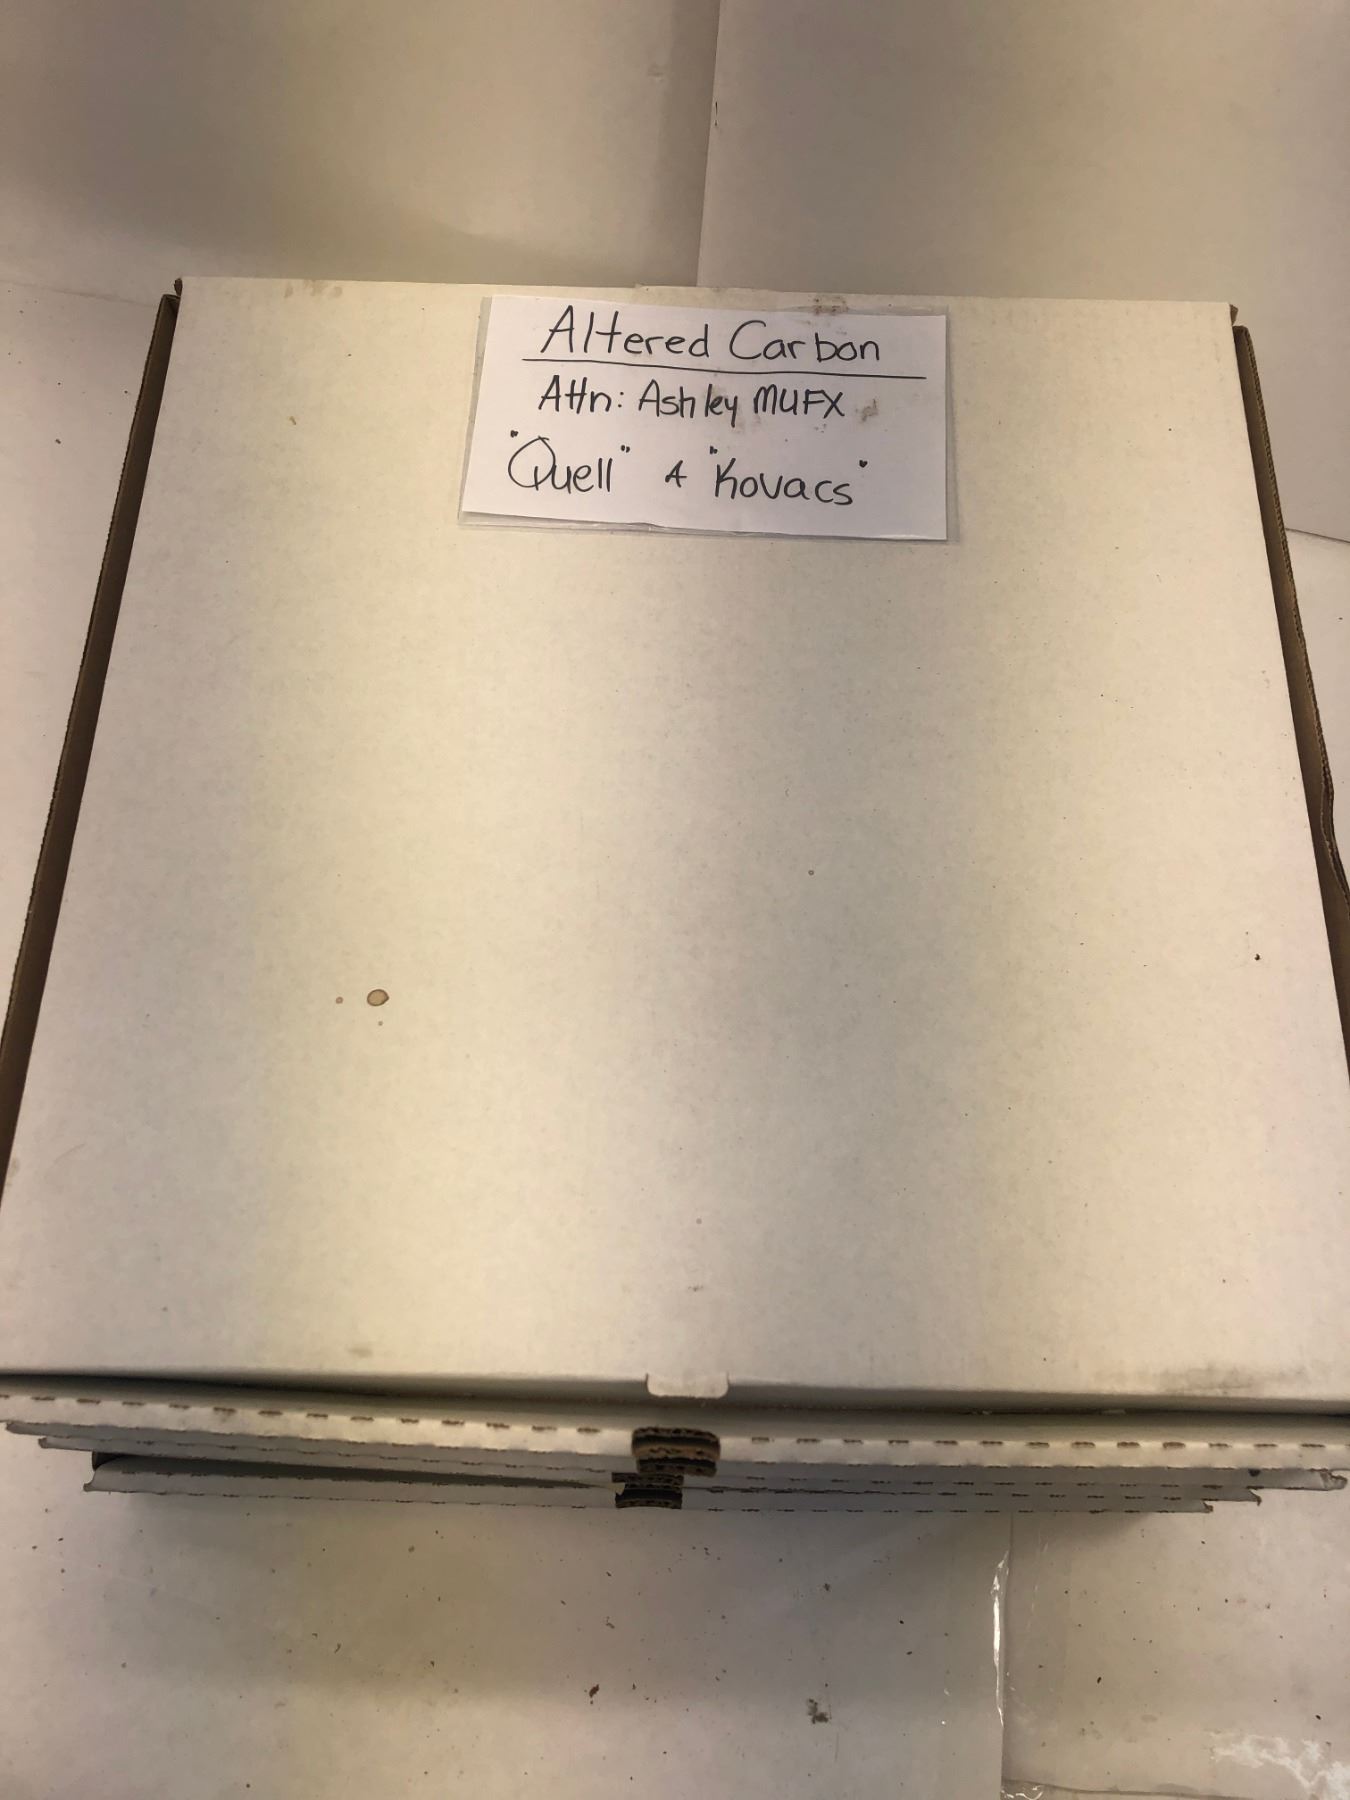 Altered Carbon
Attn: Ashley MUFX
"Quell" & "Kovacs"